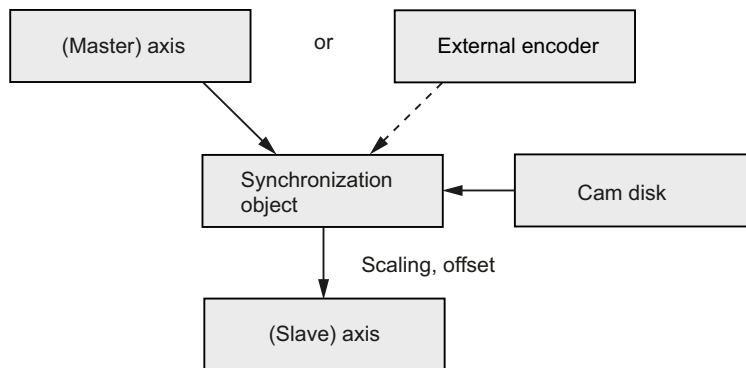 (Master) axis
or
External encoder
Synchronization
object
Cam disk
Scaling, offset
(Slave) axis